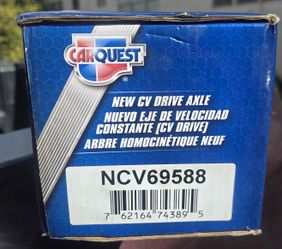 CARQUEST
NEW CV DRIVE AXLE
NUEVO EJE DE VELOCIDAD
CONSTANTE (CV DRIVE)
ARBRE HOMOCINÉTIQUE NEUF
NCV69588
7 62164 74389 5